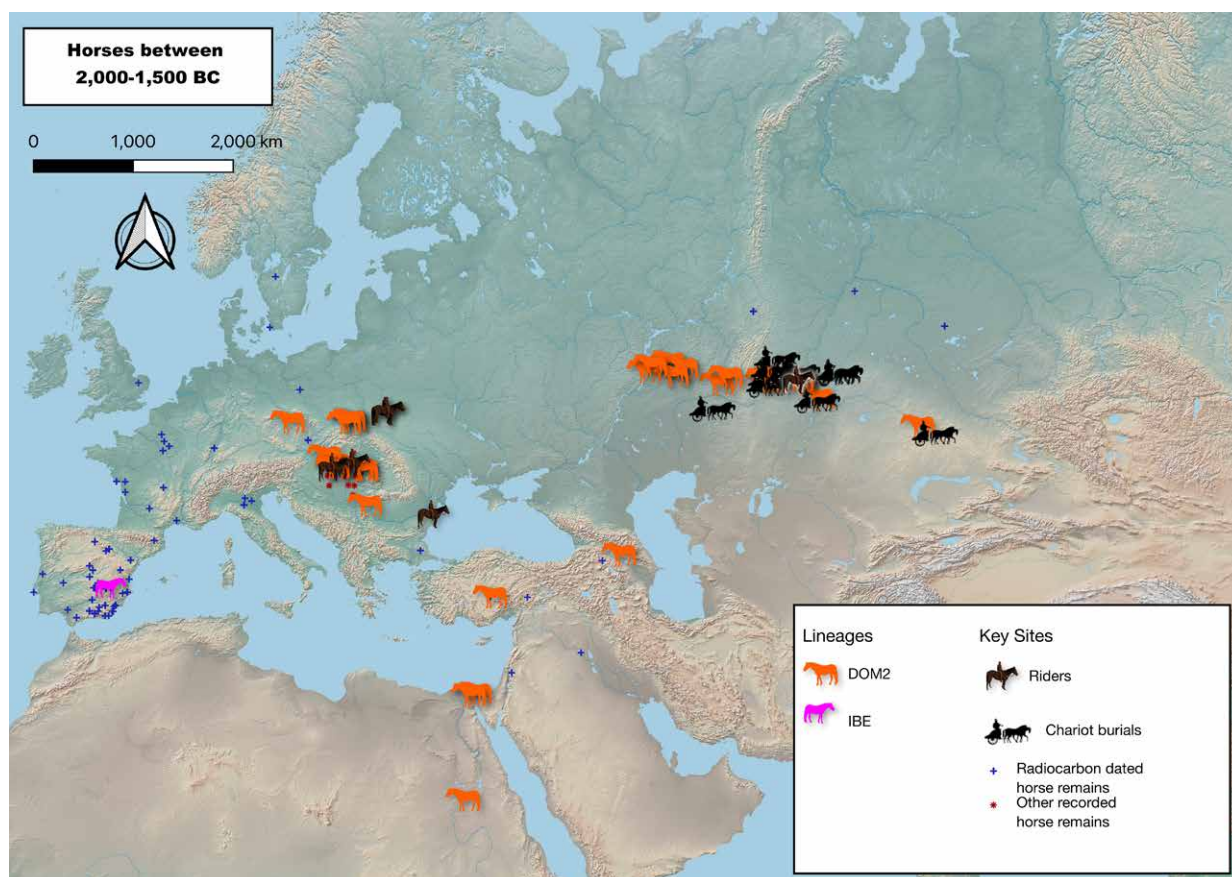 Horses between
2,000-1,500 BC
0 1,000 2,000 km
Lineages
DOM2
IBE
Key Sites
Riders
Chariot burials
Radiocarbon dated
horse remains
Other recorded
horse remains